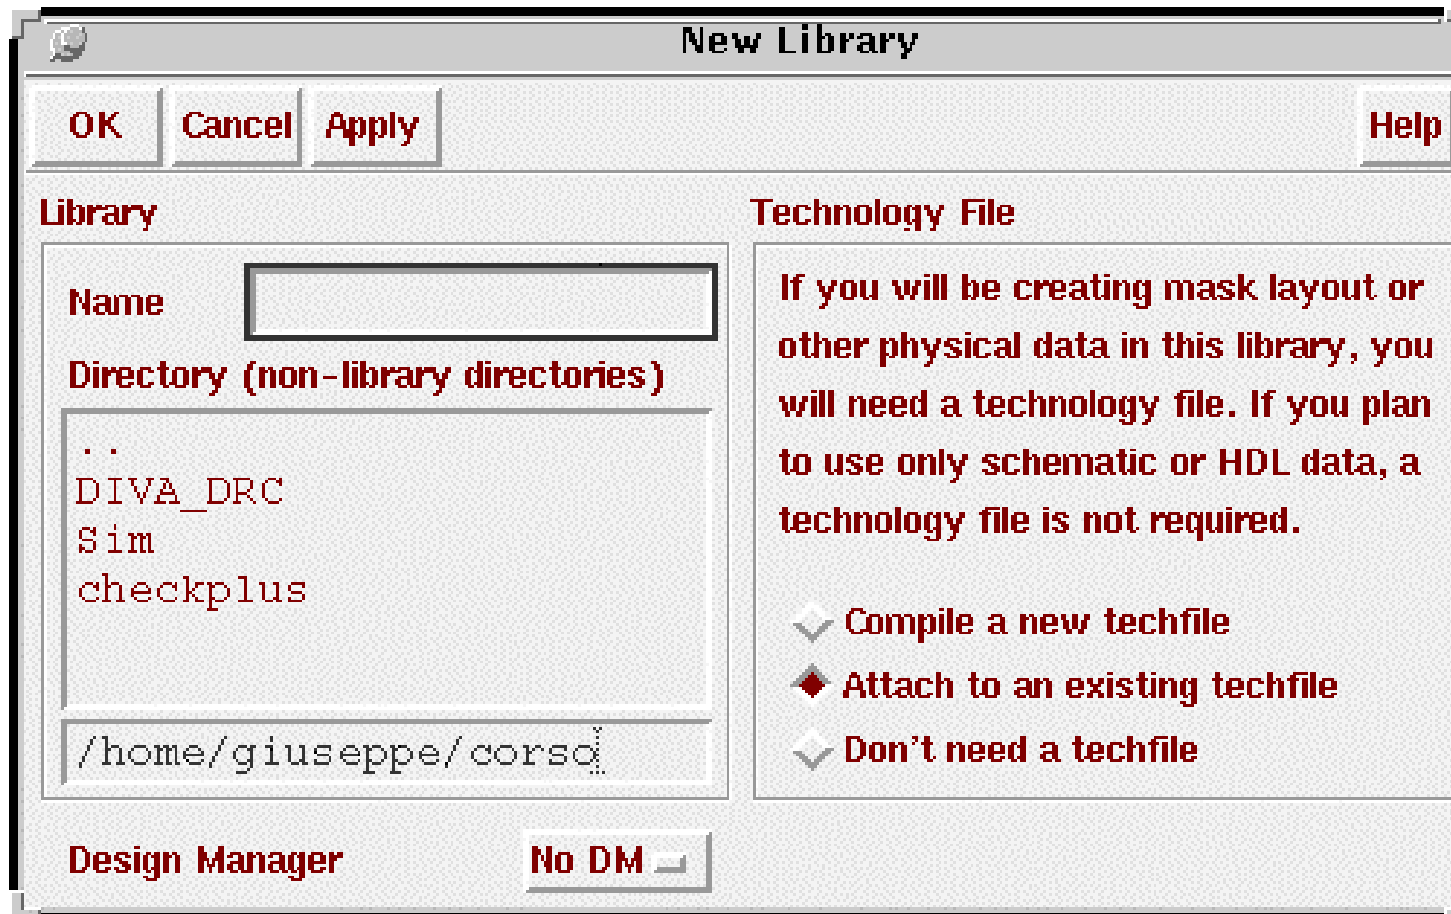 New Library
OK Cancel Apply Help
Library
Name
Directory (non-library directories)
..
DIVA_DRC
Sim
checkplus
/home/giuseppe/corso
Design Manager No DM
Technology File
If you will be creating mask layout or
other physical data in this library, you
will need a technology file. If you plan
to use only schematic or HDL data, a
technology file is not required.
Compile a new techfile
Attach to an existing techfile
Don't need a techfile